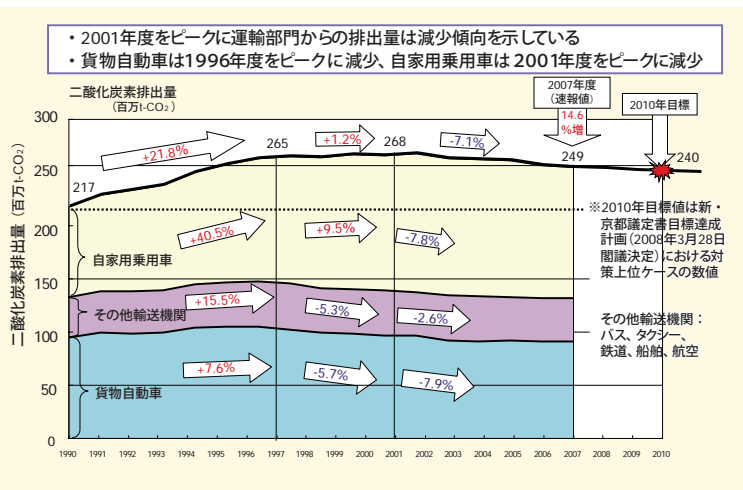 ・2001年度をピークに運輸部門からの排出量は減少傾向を示している
・貨物自動車は1996年度をピークに減少、自家用乗用車は2001年度をピークに減少
二酸化炭素排出量
(百万t-CO₂)
2007年度
(速報値)
14.6
%増
2010年目標
300
250
200
150
100
50
0
二酸化炭素排出量(百万t-CO₂)
217
+21.8%
265
+1.2%
268
-7.1%
249
240
+40.5%
+9.5%
-7.8%
自家用乗用車
※2010年目標値は新・
京都議定書目標達成
計画(2008年3月28日
閣議決定)における対
策上位ケースの数値
+15.5%
-5.3%
-2.6%
その他輸送機関
その他輸送機関：
バス、タクシー、
鉄道、船舶、航空
+7.6%
-5.7%
-7.9%
貨物自動車
1990 1991 1992 1993 1994 1995 1996 1997 1998 1999 2000 2001 2002 2003 2004 2005 2006 2007 2008 2009 2010